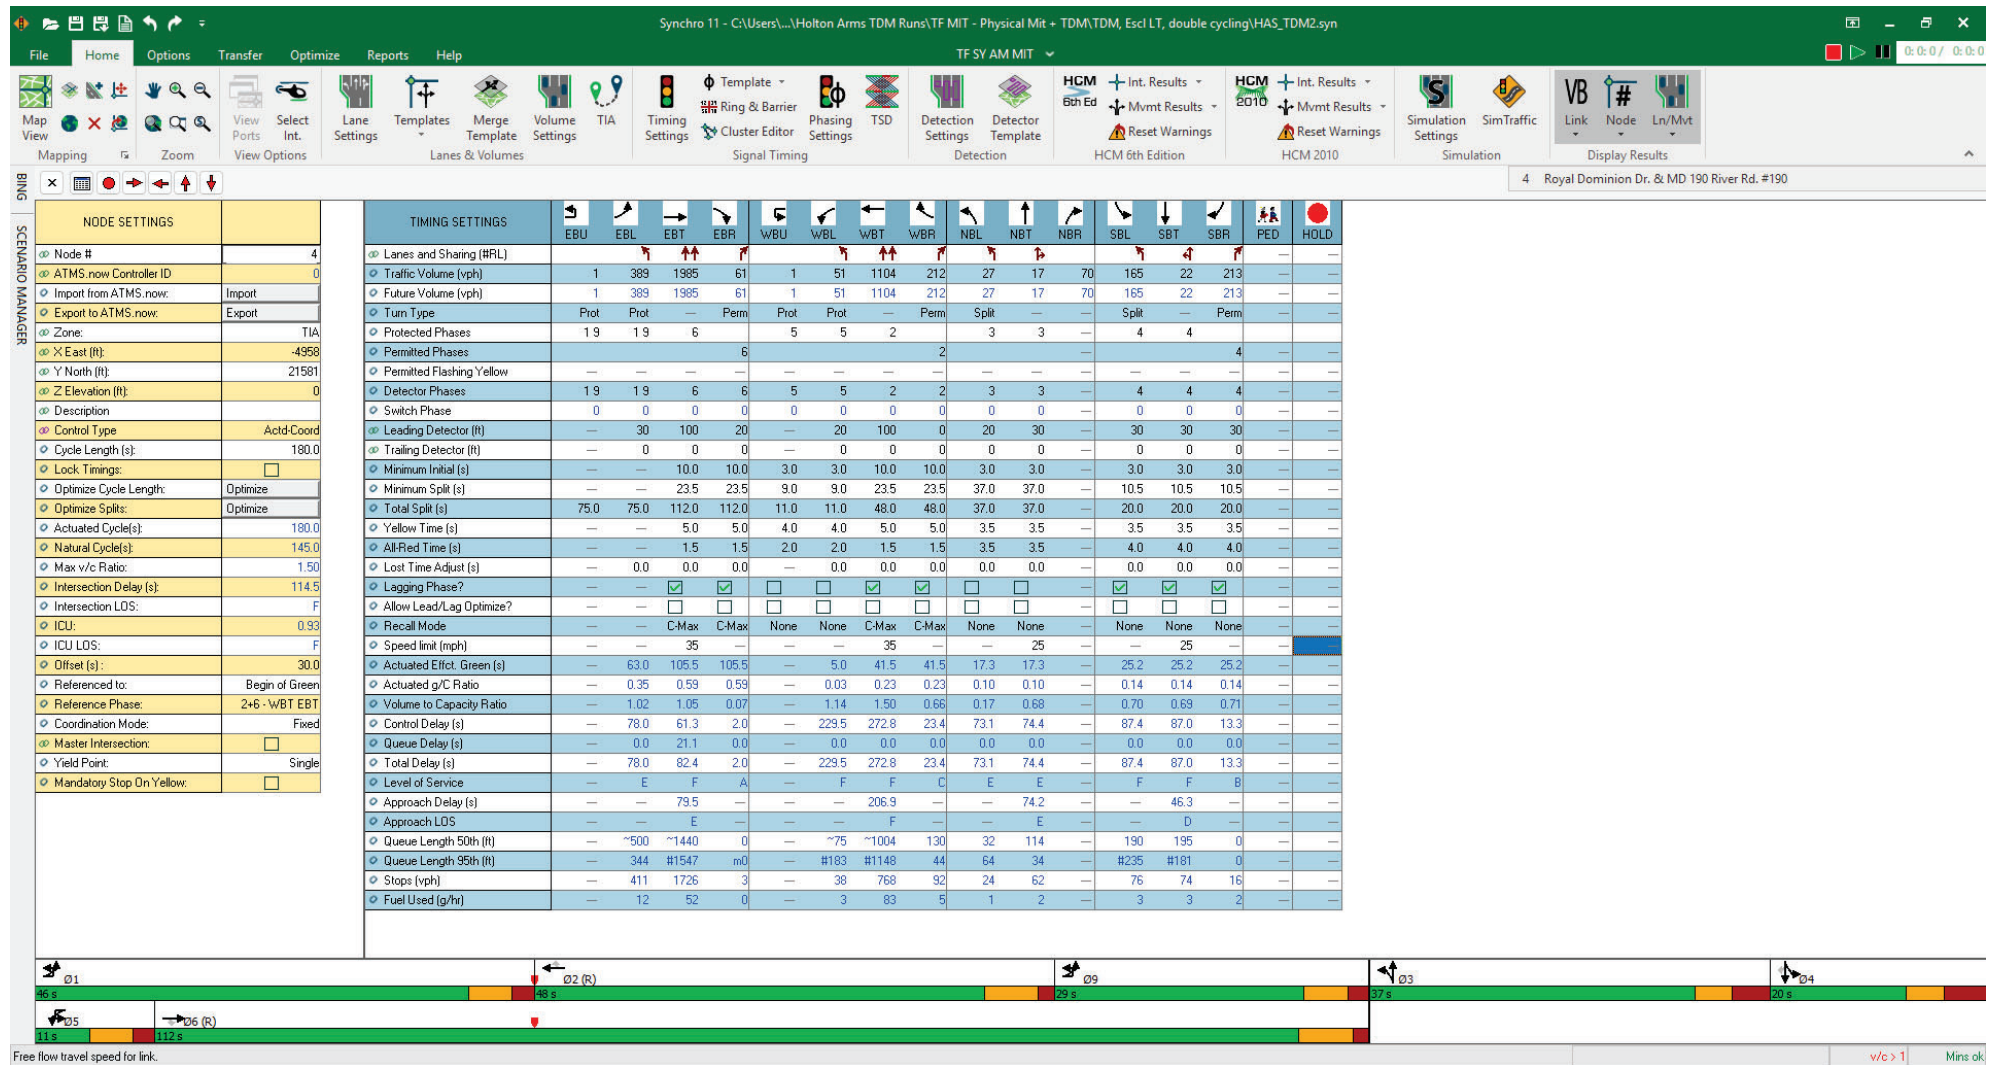 Synchro 11 - C:\Users\...\Holton Arms TDM Runs\TF MIT - Physical Mit + TDM\TDM, Escl LT, double cycling\HAS_TDM2.syn
File Home Options Transfer Optimize Reports Help TF SY AM MIT 0: 0: 0 / 0: 0: 0
Map View
View Ports
Select Int.
Lane Settings
Templates
Merge Template
Volume Settings
TIA
Timing Settings
Template
Ring & Barrier
Cluster Editor
Phasing Settings
TSD
Detection Settings
Detector Template
HCM 6th Ed
Int. Results
Mvmt Results
Reset Warnings
HCM 2010
Int. Results
Mvmt Results
Reset Warnings
Simulation Settings
SimTraffic
VB Link
# Node
Ln/Mvt
Mapping Zoom View Options Lanes & Volumes Signal Timing Detection HCM 6th Edition HCM 2010 Simulation Display Results
BING
SCENARIO MANAGER
4 Royal Dominion Dr. & MD 190 River Rd. #190
NODE SETTINGS
Node # 4
ATMS.now Controller ID 0
Import from ATMS.now: Import
Export to ATMS.now: Export
Zone: TIA
X East (ft): -4958
Y North (ft): 21581
Z Elevation (ft): 0
Description
Control Type Actd-Coord
Cycle Length (s): 180.0
Lock Timings:
Optimize Cycle Length: Optimize
Optimize Splits: Optimize
Actuated Cycle(s): 180.0
Natural Cycle(s): 145.0
Max v/c Ratio: 1.50
Intersection Delay (s): 114.5
Intersection LOS: F
ICU: 0.93
ICU LOS: F
Offset (s) : 30.0
Referenced to: Begin of Green
Reference Phase: 2+6 - WBT EBT
Coordination Mode: Fixed
Master Intersection:
Yield Point: Single
Mandatory Stop On Yellow:
TIMING SETTINGS EBU EBL EBT EBR WBU WBL WBT WBR NBL NBT NBR SBL SBT SBR PED HOLD
Lanes and Sharing (#RL) — —
Traffic Volume (vph) 1 389 1985 61 1 51 1104 212 27 17 70 165 22 213 — —
Future Volume (vph) 1 389 1985 61 1 51 1104 212 27 17 70 165 22 213 — —
Turn Type Prot Prot — Perm Prot Prot — Perm Split — — Split — Perm — —
Protected Phases 1 9 1 9 6 5 5 2 3 3 — 4 4 — —
Permitted Phases 6 2 — 4 — —
Permitted Flashing Yellow — — — — — — — — — — — — — — — —
Detector Phases 1 9 1 9 6 6 5 5 2 2 3 3 — 4 4 4 — —
Switch Phase 0 0 0 0 0 0 0 0 0 0 — 0 0 0 — —
Leading Detector (ft) — 30 100 20 — 20 100 0 20 30 — 30 30 30 — —
Trailing Detector (ft) — 0 0 0 — 0 0 0 0 0 — 0 0 0 — —
Minimum Initial (s) — — 10.0 10.0 3.0 3.0 10.0 10.0 3.0 3.0 — 3.0 3.0 3.0 — —
Minimum Split (s) — — 23.5 23.5 9.0 9.0 23.5 23.5 37.0 37.0 — 10.5 10.5 10.5 — —
Total Split (s) 75.0 75.0 112.0 112.0 11.0 11.0 48.0 48.0 37.0 37.0 — 20.0 20.0 20.0 — —
Yellow Time (s) — — 5.0 5.0 4.0 4.0 5.0 5.0 3.5 3.5 — 3.5 3.5 3.5 — —
All-Red Time (s) — — 1.5 1.5 2.0 2.0 1.5 1.5 3.5 3.5 — 4.0 4.0 4.0 — —
Lost Time Adjust (s) — 0.0 0.0 0.0 — 0.0 0.0 0.0 0.0 0.0 — 0.0 0.0 0.0 — —
Lagging Phase? — — — — —
Allow Lead/Lag Optimize? — — — — —
Recall Mode — — C-Max C-Max None None C-Max C-Max None None — None None None — —
Speed limit (mph) — — 35 — — — 35 — — 25 — — 25 — — —
Actuated Effct. Green (s) — 63.0 105.5 105.5 — 5.0 41.5 41.5 17.3 17.3 — 25.2 25.2 25.2 — —
Actuated g/C Ratio — 0.35 0.59 0.59 — 0.03 0.23 0.23 0.10 0.10 — 0.14 0.14 0.14 — —
Volume to Capacity Ratio — 1.02 1.05 0.07 — 1.14 1.50 0.66 0.17 0.68 — 0.70 0.69 0.71 — —
Control Delay (s) — 78.0 61.3 2.0 — 229.5 272.8 23.4 73.1 74.4 — 87.4 87.0 13.3 — —
Queue Delay (s) — 0.0 21.1 0.0 — 0.0 0.0 0.0 0.0 0.0 — 0.0 0.0 0.0 — —
Total Delay (s) — 78.0 82.4 2.0 — 229.5 272.8 23.4 73.1 74.4 — 87.4 87.0 13.3 — —
Level of Service — E F A — F F C E E — F F B — —
Approach Delay (s) — — 79.5 — — — 206.9 — — 74.2 — — 46.3 — — —
Approach LOS — — E — — — F — — E — — D — — —
Queue Length 50th (ft) — ~500 ~1440 0 — ~75 ~1004 130 32 114 — 190 195 0 — —
Queue Length 95th (ft) — 344 #1547 m0 — #183 #1148 44 64 34 — #235 #181 0 — —
Stops (vph) — 411 1726 3 — 38 768 92 24 62 — 76 74 16 — —
Fuel Used (g/hr) — 12 52 0 — 3 83 5 1 2 — 3 3 2 — —
Ø1 Ø2 (R) Ø9 Ø3 Ø4
46 s 48 s 29 s 37 s 20 s
Ø5 Ø6 (R)
11 s 112 s
Free flow travel speed for link. v/c > 1 Mins ok